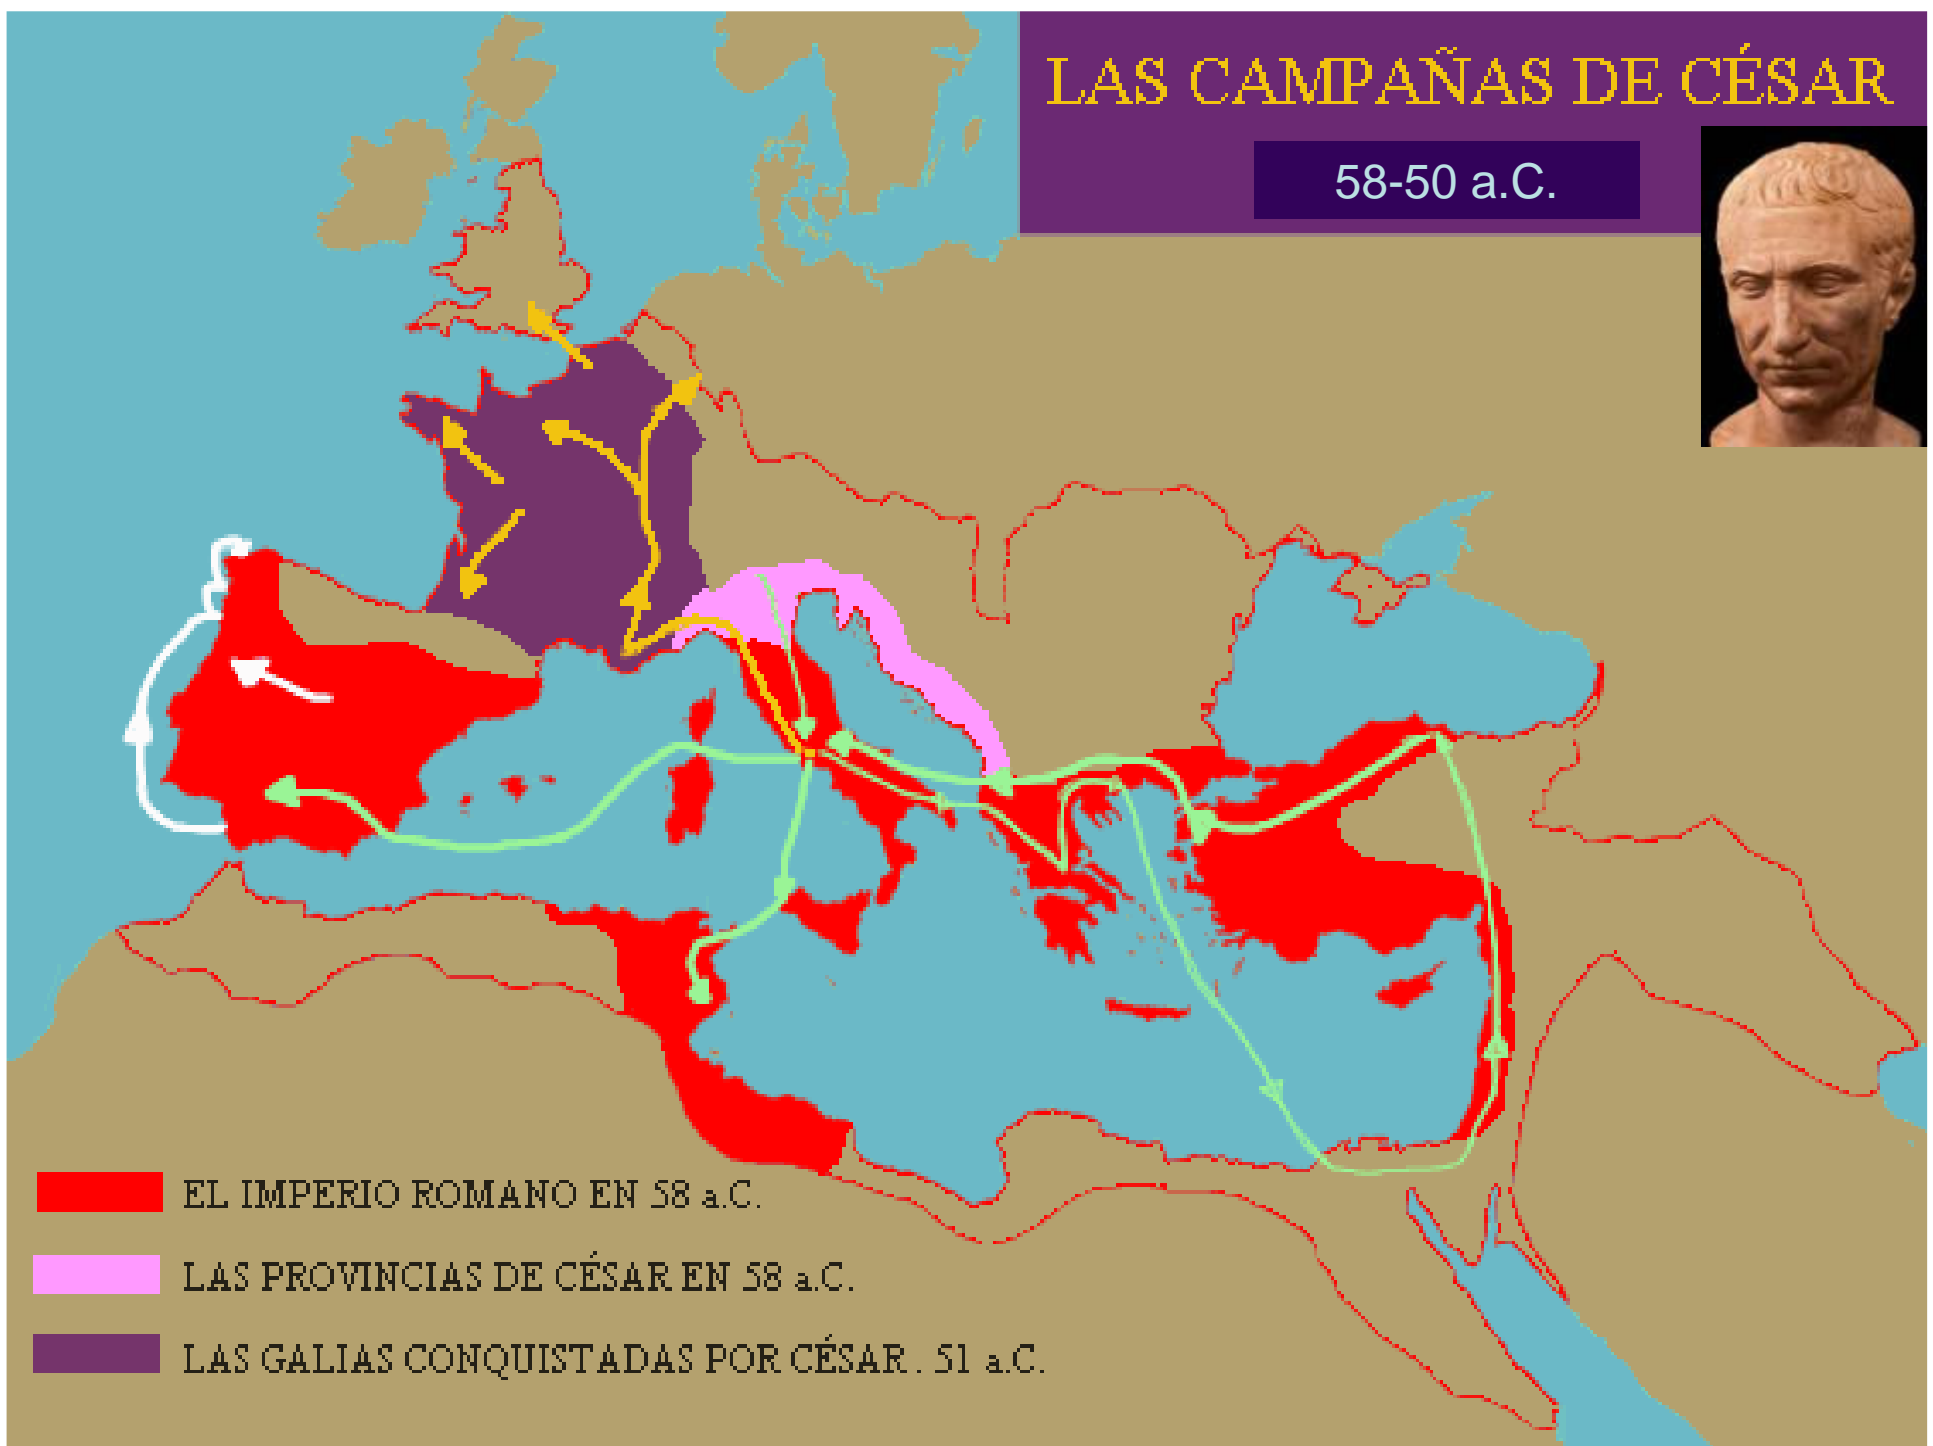 LAS CAMPAÑAS DE CÉSAR
58-50 a.C.
EL IMPERIO ROMANO EN 58 a.C.
LAS PROVINCIAS DE CÉSAR EN 58 a.C.
LAS GALIAS CONQUISTADAS POR CÉSAR . 51 a.C.